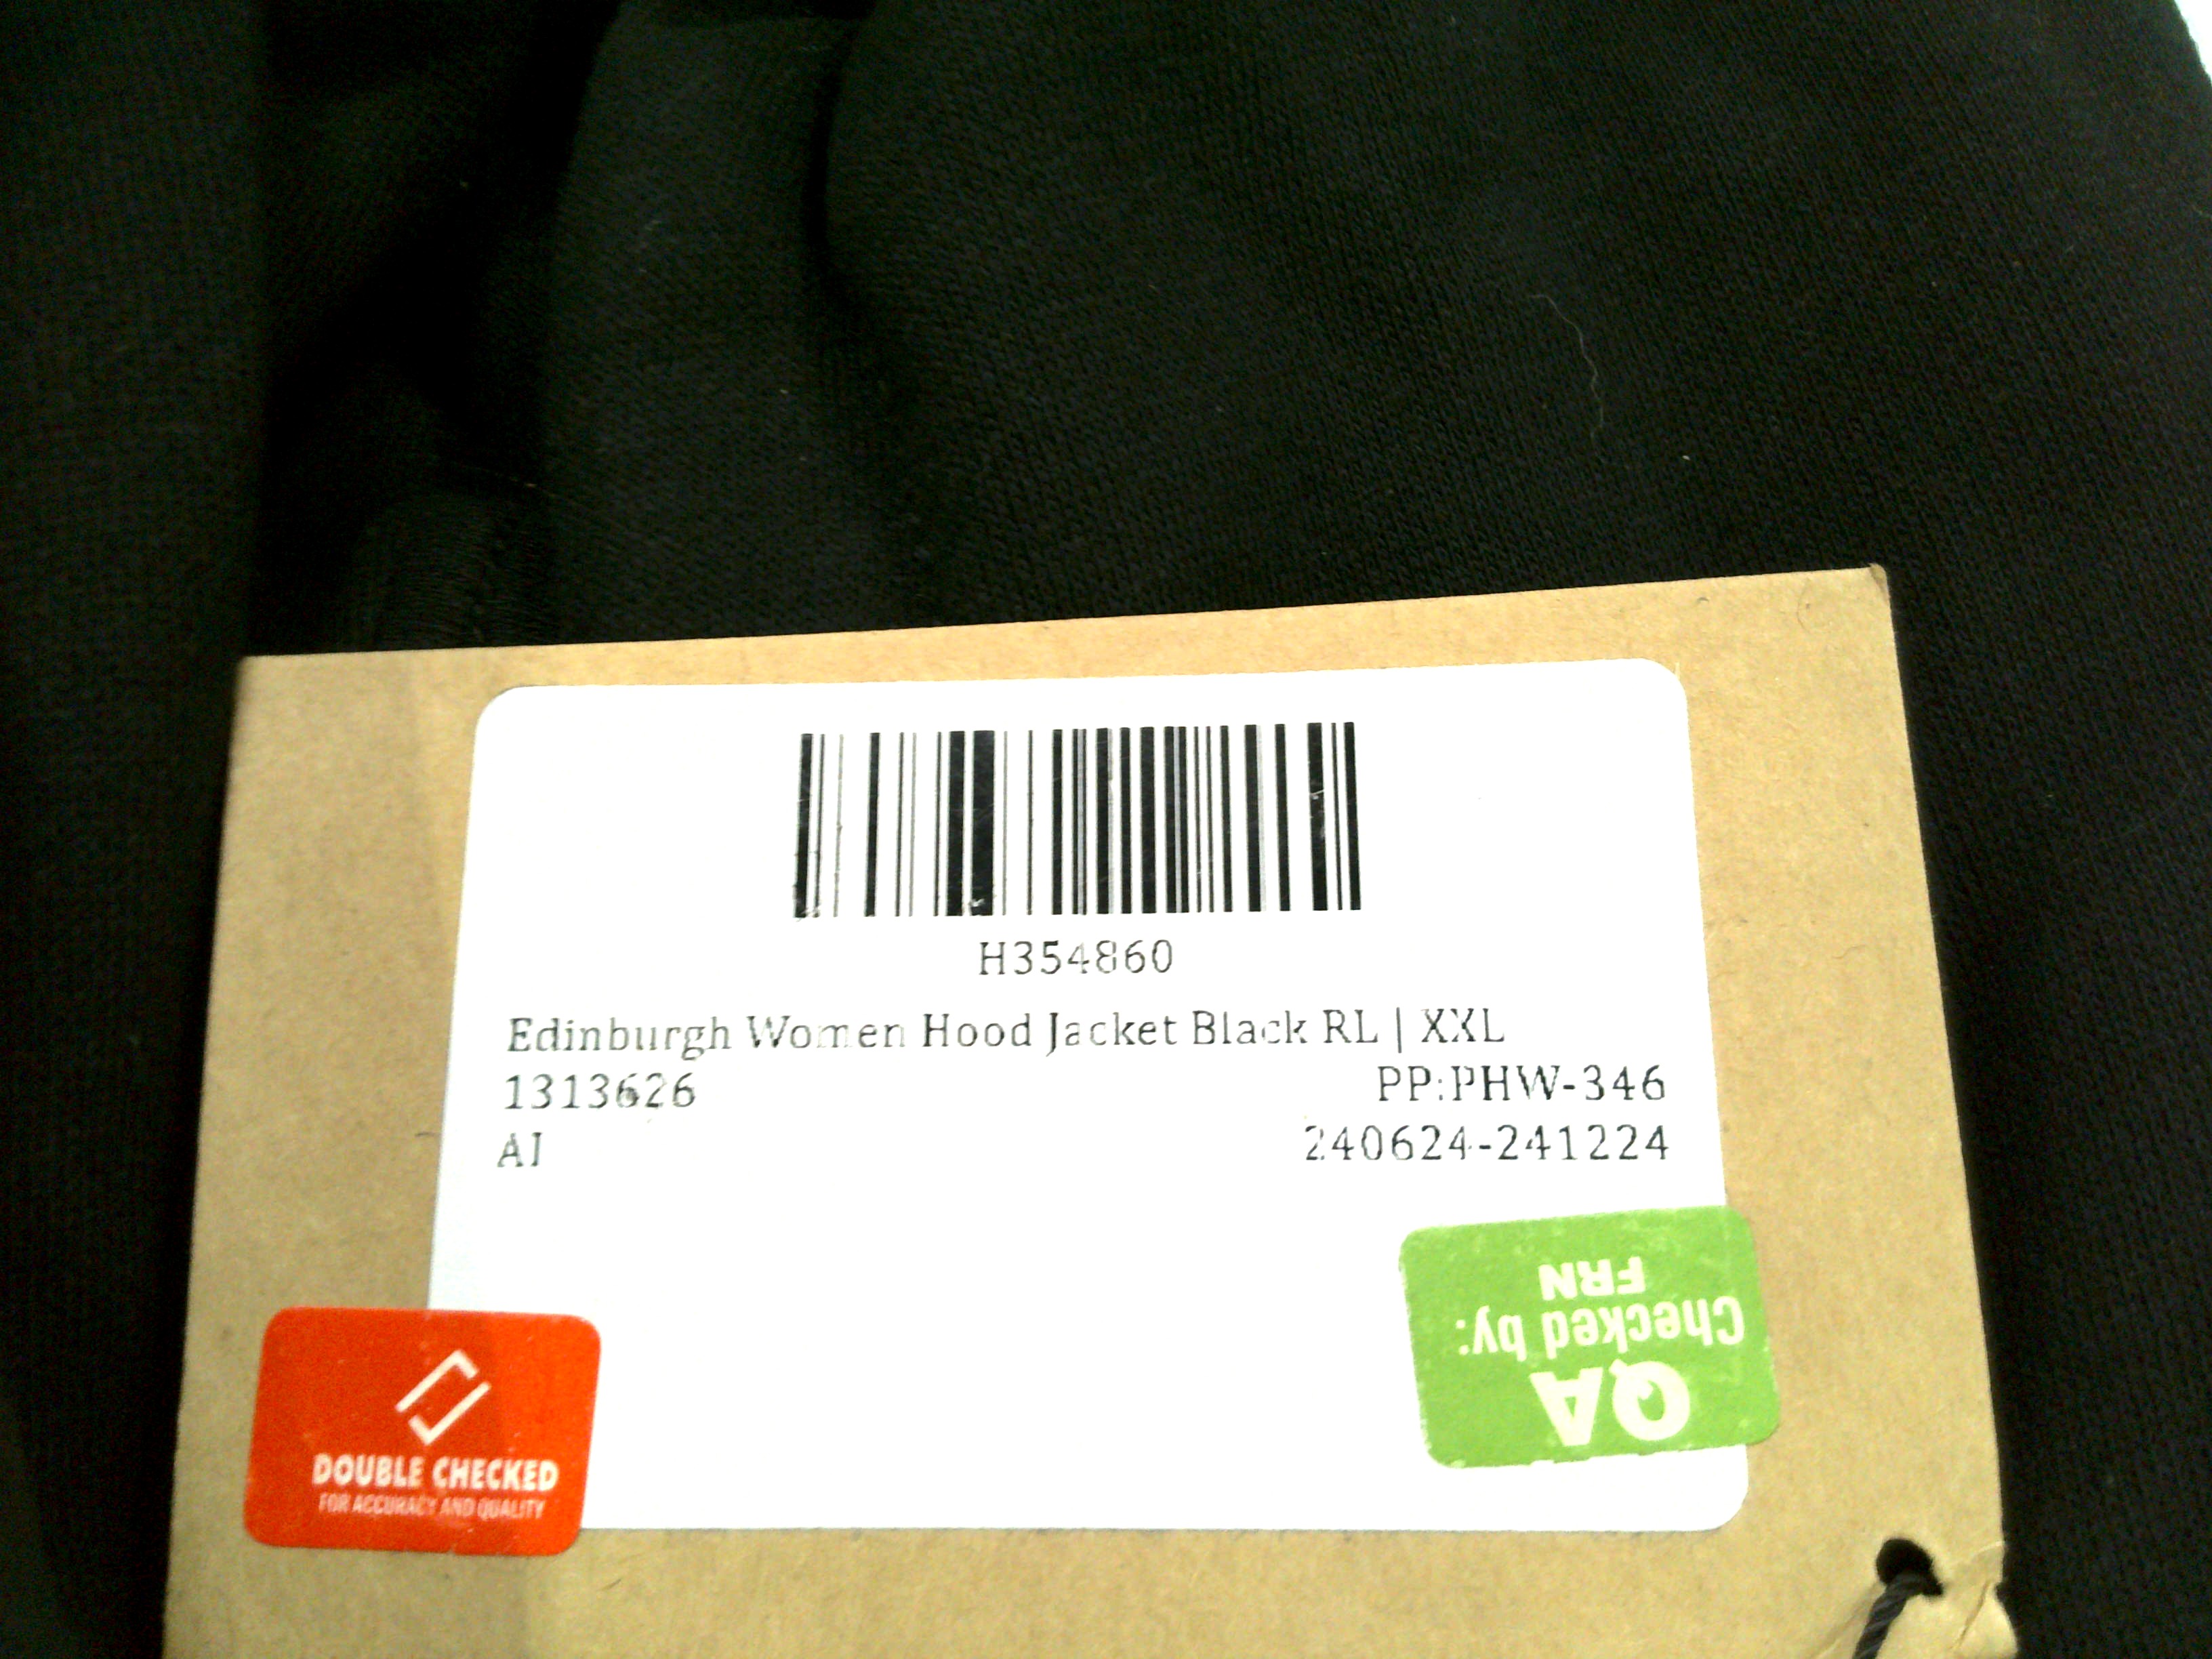 H354860
Edinburgh Women Hood Jacket Black RL | XXL
1313626
PP:PHW-346
AI
240624-241224
QA
Checked by:
FRN
DOUBLE CHECKED
FOR ACCURACY AND QUALITY